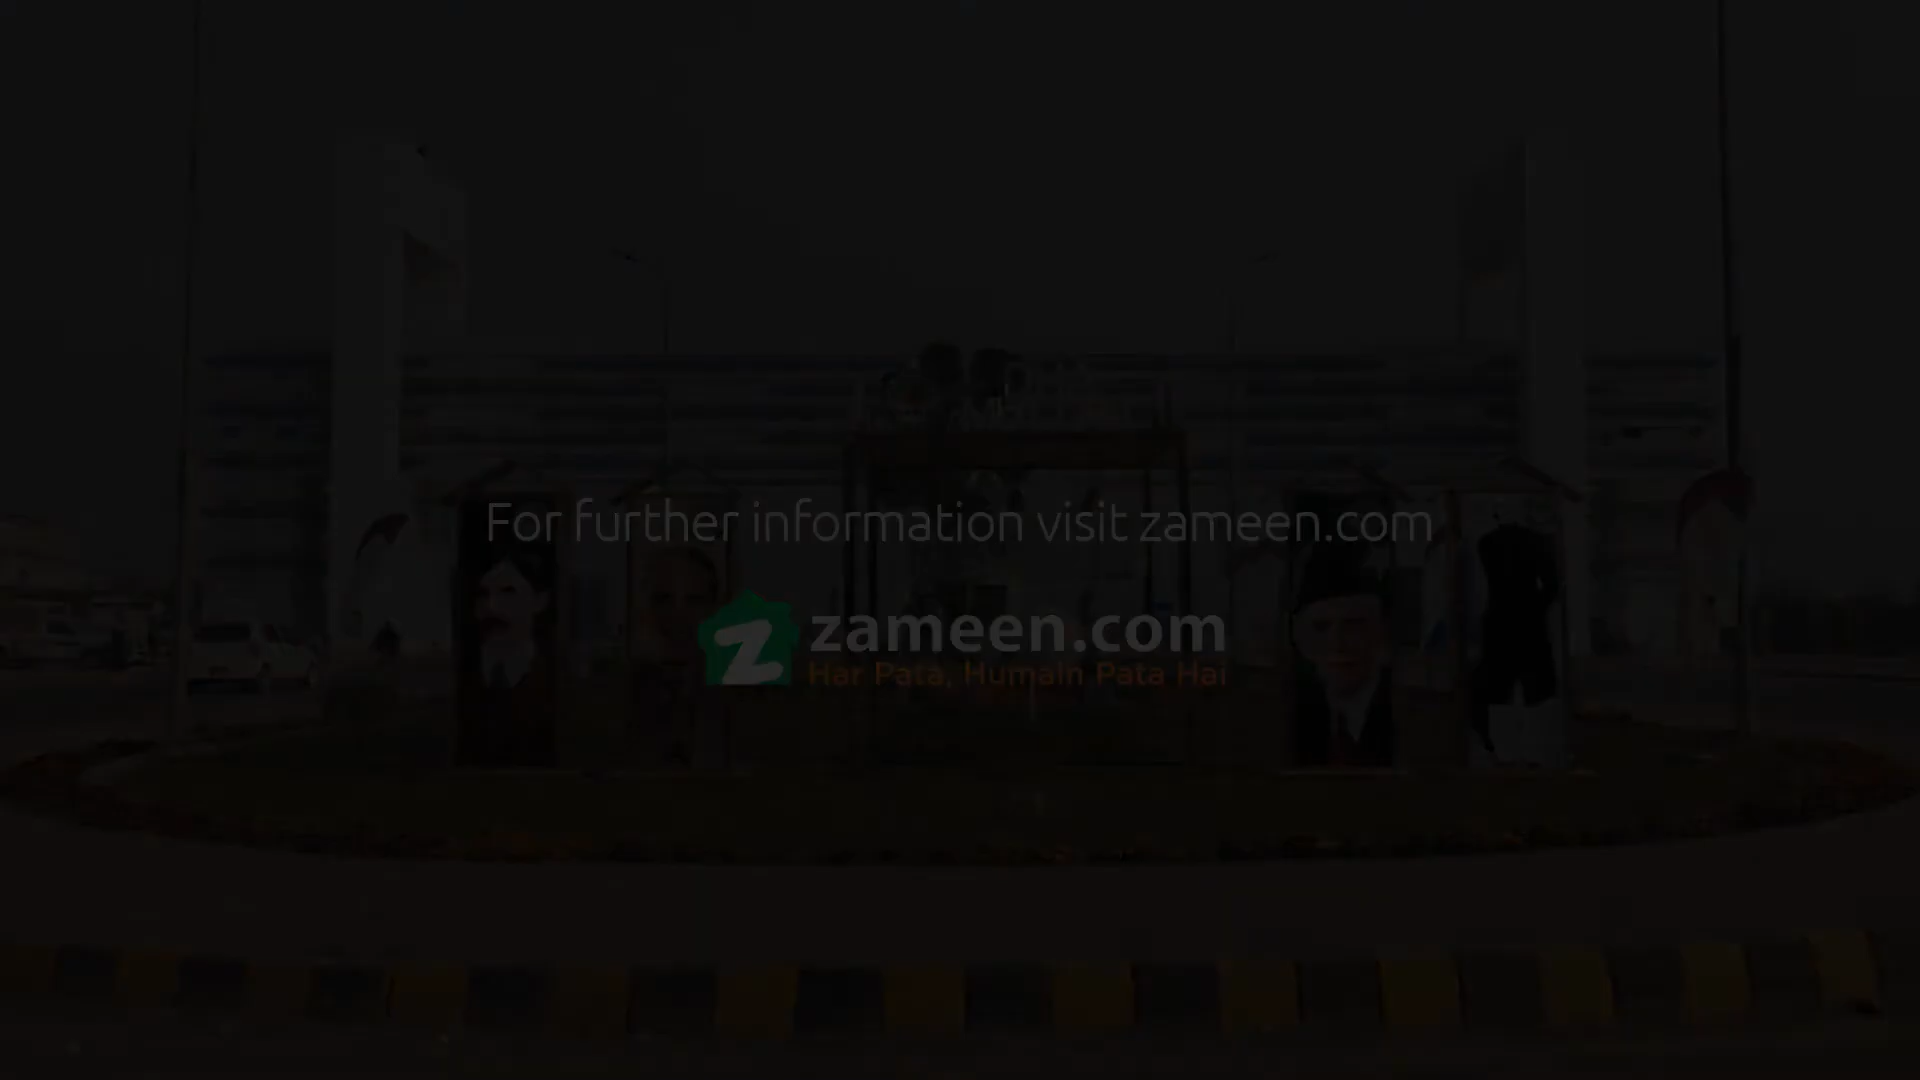 For further information visit zameen.com
zameen.com
Har Pata, Humain Pata Hai